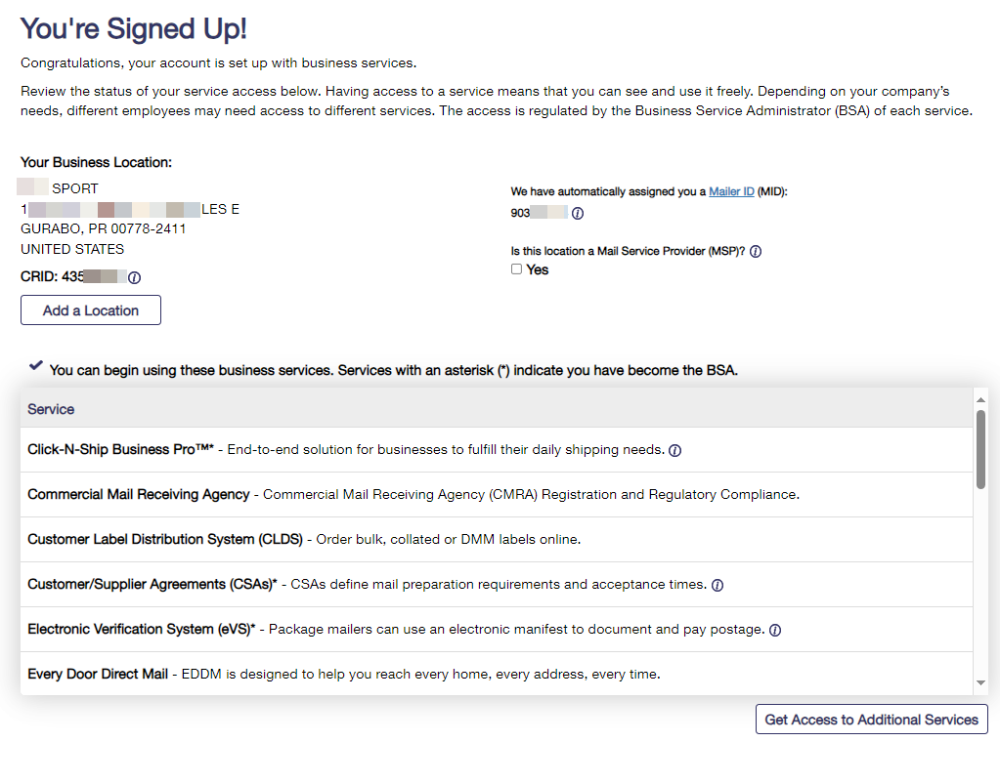 You're Signed Up!
Congratulations, your account is set up with business services.
Review the status of your service access below. Having access to a service means that you can see and use it freely. Depending on your company’s
needs, different employees may need access to different services. The access is regulated by the Business Service Administrator (BSA) of each service.
Your Business Location:
SPORT
1 LES E
GURABO, PR 00778-2411
UNITED STATES
CRID: 435
Add a Location
We have automatically assigned you a Mailer ID (MID):
903
Is this location a Mail Service Provider (MSP)?
Yes
You can begin using these business services. Services with an asterisk (*) indicate you have become the BSA.
Service
Click-N-Ship Business Pro™* - End-to-end solution for businesses to fulfill their daily shipping needs.
Commercial Mail Receiving Agency - Commercial Mail Receiving Agency (CMRA) Registration and Regulatory Compliance.
Customer Label Distribution System (CLDS) - Order bulk, collated or DMM labels online.
Customer/Supplier Agreements (CSAs)* - CSAs define mail preparation requirements and acceptance times.
Electronic Verification System (eVS)* - Package mailers can use an electronic manifest to document and pay postage.
Every Door Direct Mail - EDDM is designed to help you reach every home, every address, every time.
Get Access to Additional Services